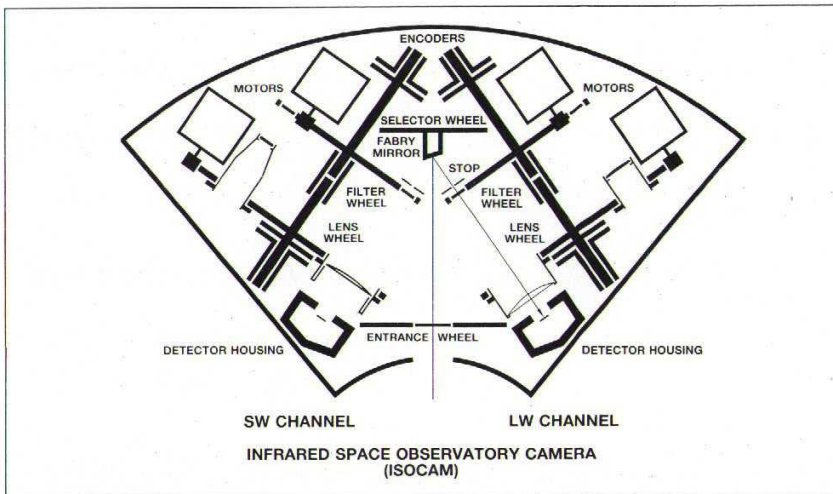 ENCODERS
MOTORS
MOTORS
SELECTOR WHEEL
FABRY
MIRROR
STOP
FILTER
WHEEL
FILTER
WHEEL
LENS
WHEEL
LENS
WHEEL
ENTRANCE WHEEL
DETECTOR HOUSING
DETECTOR HOUSING
SW CHANNEL
LW CHANNEL
INFRARED SPACE OBSERVATORY CAMERA
(ISOCAM)